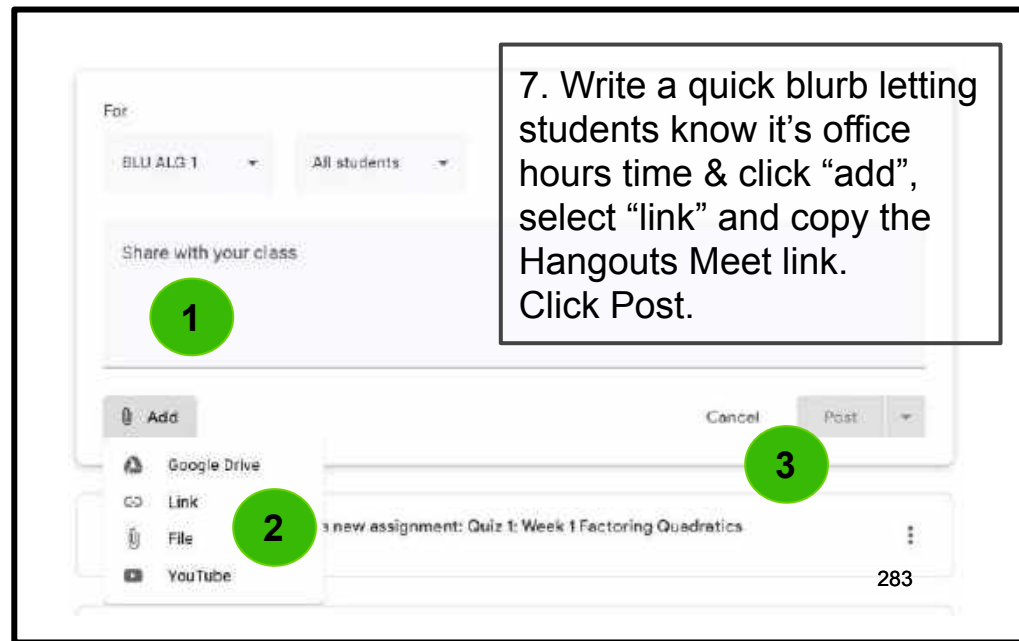 For
BLU ALG 1
All students
Share with your class
7. Write a quick blurb letting
students know it’s office
hours time & click “add”,
select “link” and copy the
Hangouts Meet link.
Click Post.
1
Add
Cancel
Post
3
Google Drive
Link
File
YouTube
2
new assignment: Quiz 1: Week 1 Factoring Quadratics
283